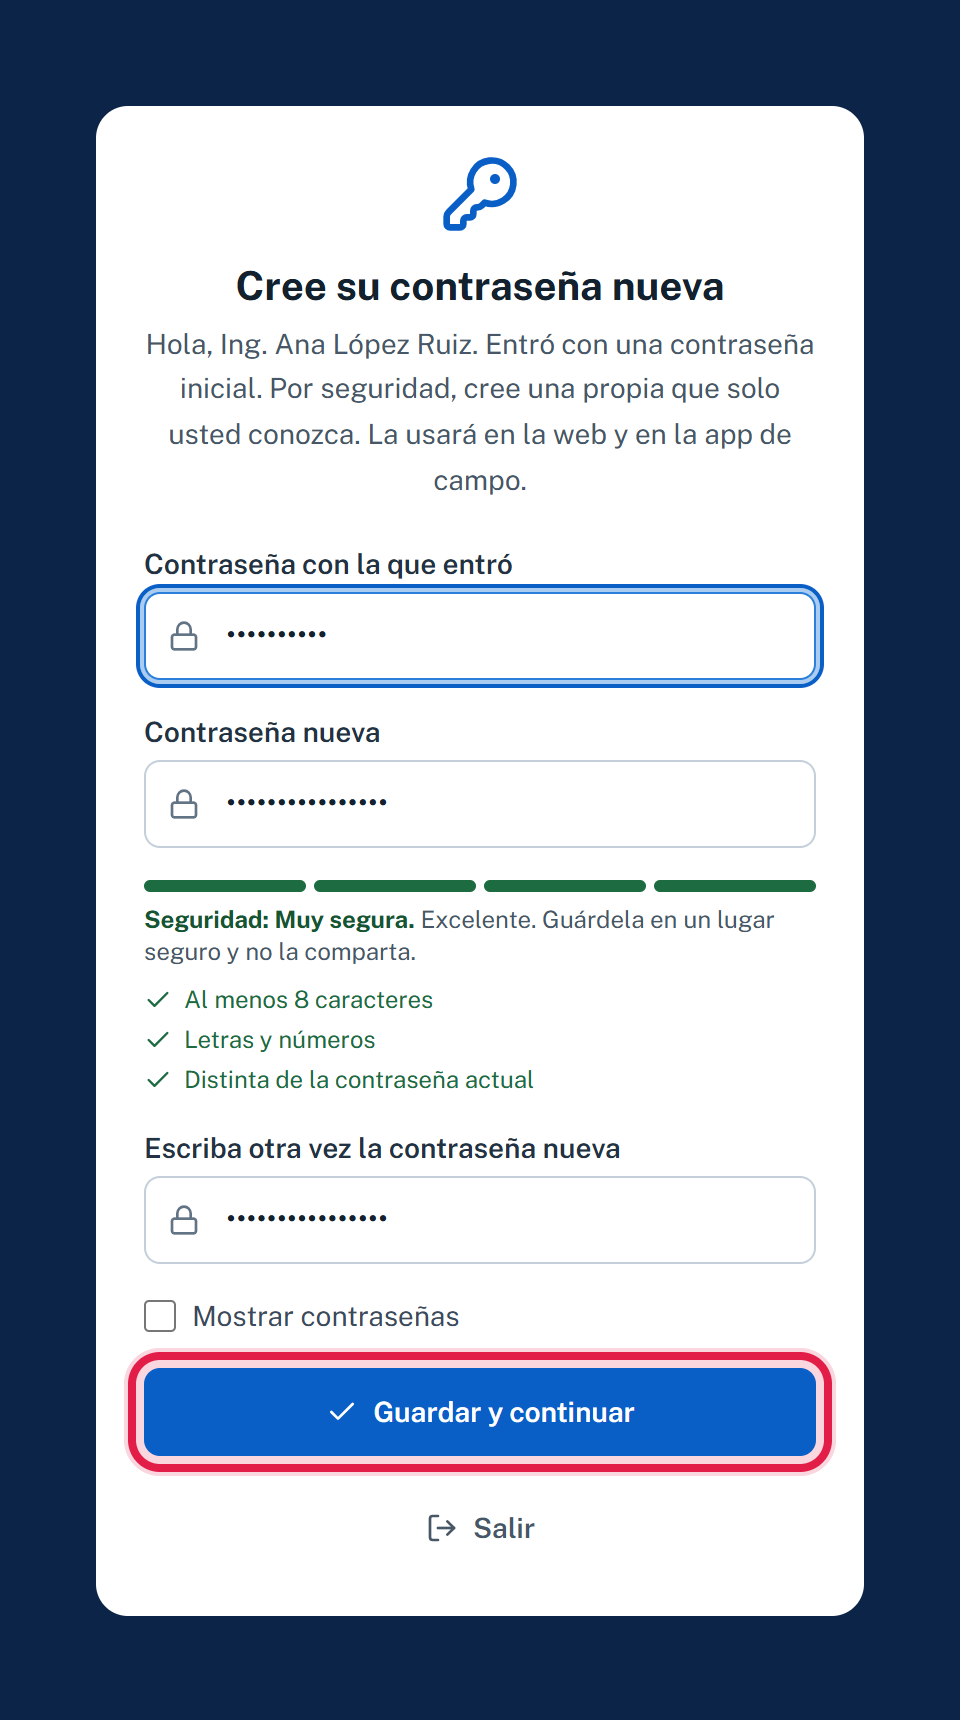 Cree su contraseña nueva
Hola, Ing. Ana López Ruiz. Entró con una contraseña
inicial. Por seguridad, cree una propia que solo
usted conozca. La usará en la web y en la app de
campo.
Contraseña con la que entró
••••••••••
Contraseña nueva
••••••••••••••••
Seguridad: Muy segura. Excelente. Guárdela en un lugar
seguro y no la comparta.
Al menos 8 caracteres
Letras y números
Distinta de la contraseña actual
Escriba otra vez la contraseña nueva
••••••••••••••••
Mostrar contraseñas
Guardar y continuar
Salir